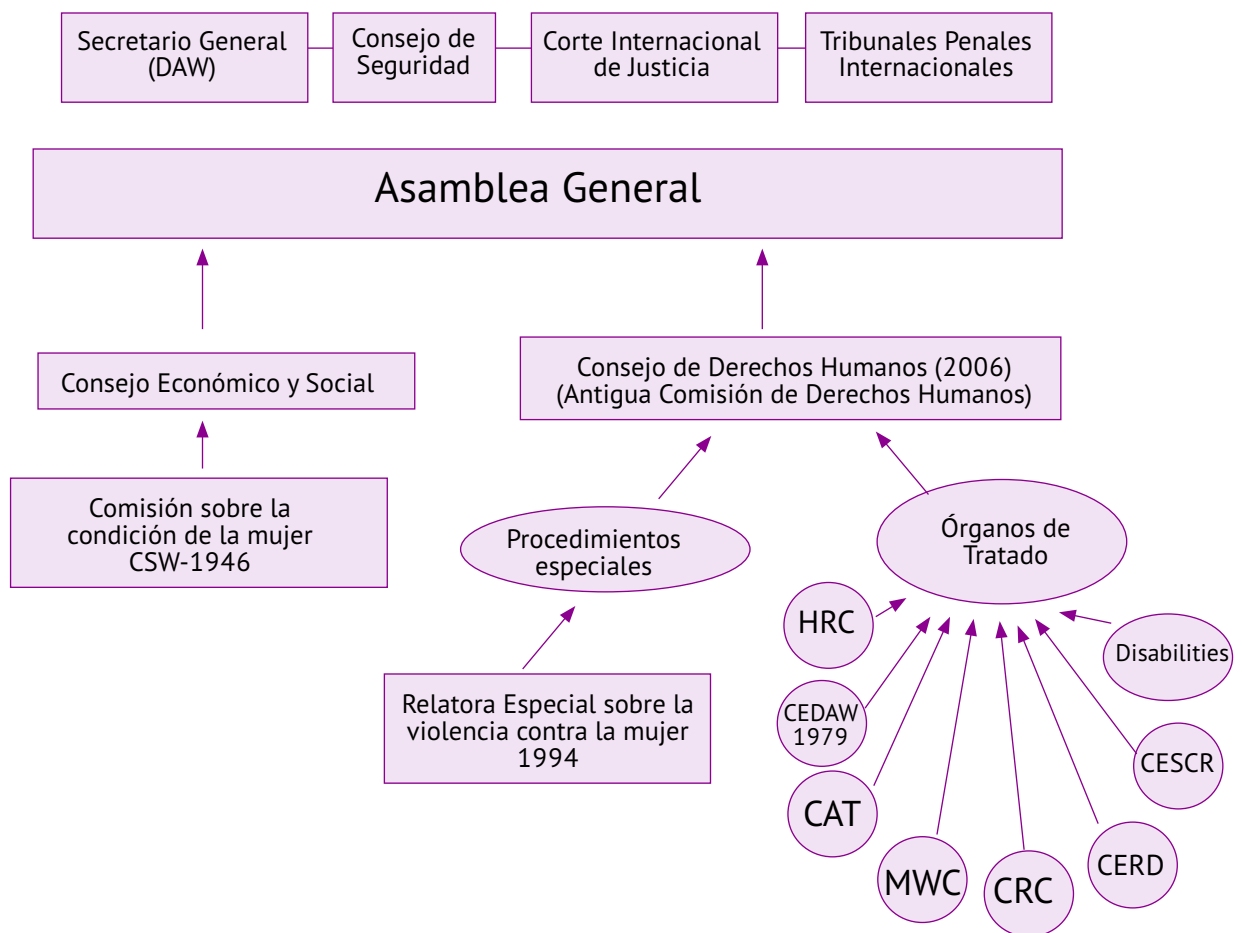 Secretario General
(DAW)
Consejo de
Seguridad
Corte Internacional
de Justicia
Tribunales Penales
Internacionales
Asamblea General
Consejo Económico y Social
Consejo de Derechos Humanos (2006)
(Antigua Comisión de Derechos Humanos)
Comisión sobre la
condición de la mujer
CSW-1946
Procedimientos
especiales
Órganos de
Tratado
Relatora Especial sobre la
violencia contra la mujer
1994
HRC
Disabilities
CEDAW
1979
CESCR
CAT
CERD
MWC
CRC